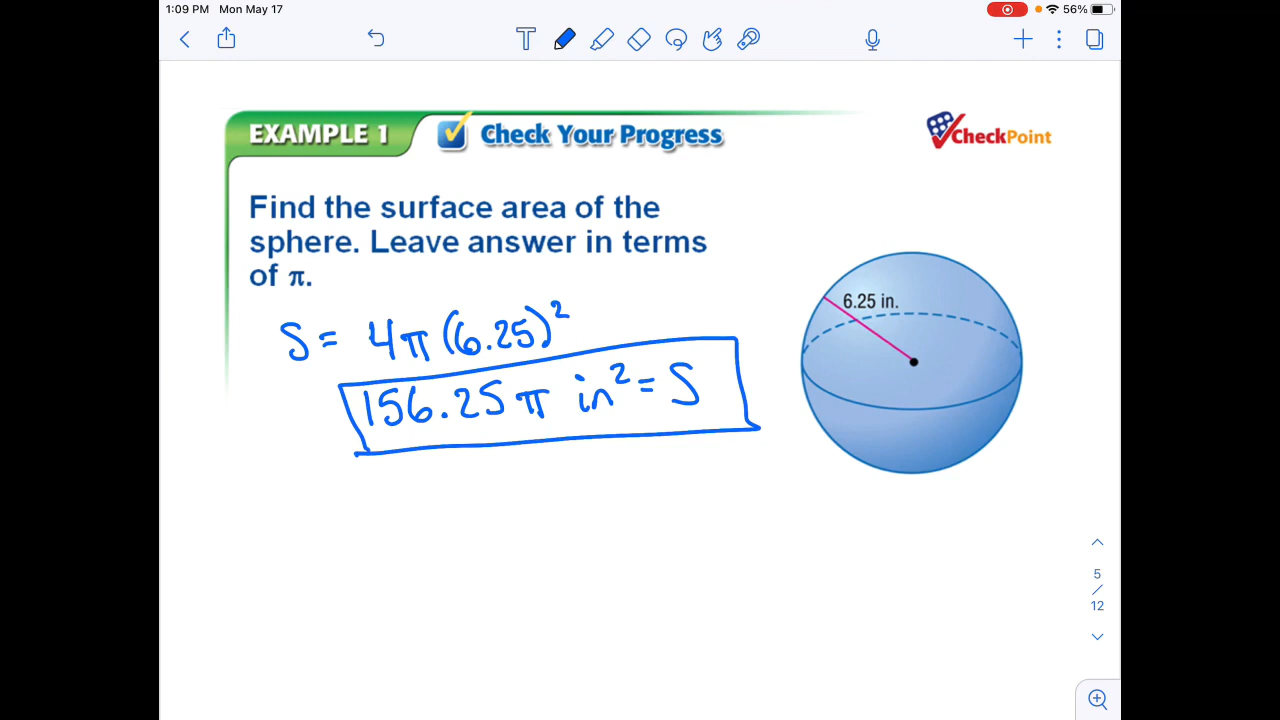 1:09 PM Mon May 17
56%
EXAMPLE 1
Check Your Progress
CheckPoint
Find the surface area of the
sphere. Leave answer in terms
of π.
6.25 in.
S = 4π(6.25)²
156.25π in² = S
5
/
12